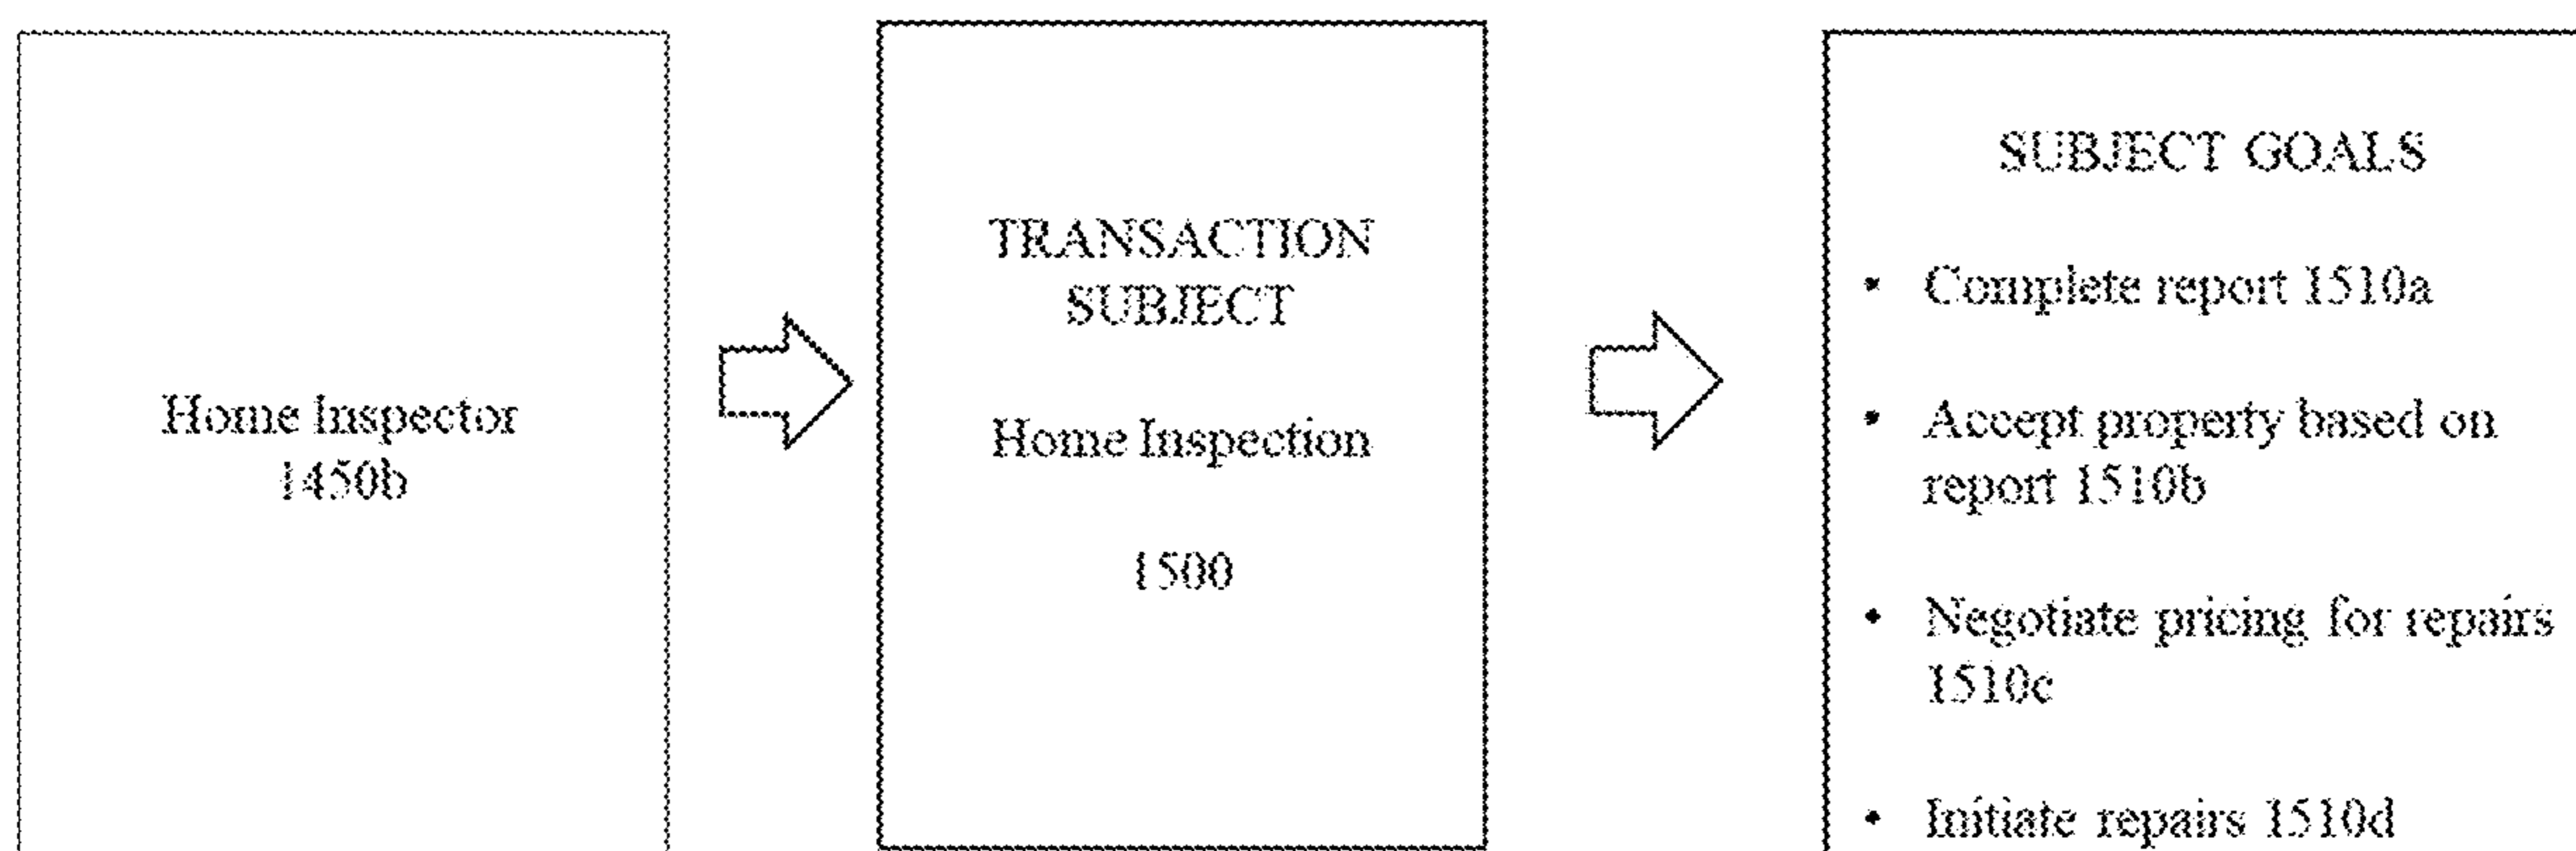 Home Inspector
1450b
TRANSACTION
SUBJECT
Home Inspection
1500
SUBJECT GOALS
• Complete report 1510a
• Accept property based on
report 1510b
• Negotiate pricing for repairs
1510c
• Initiate repairs 1510d